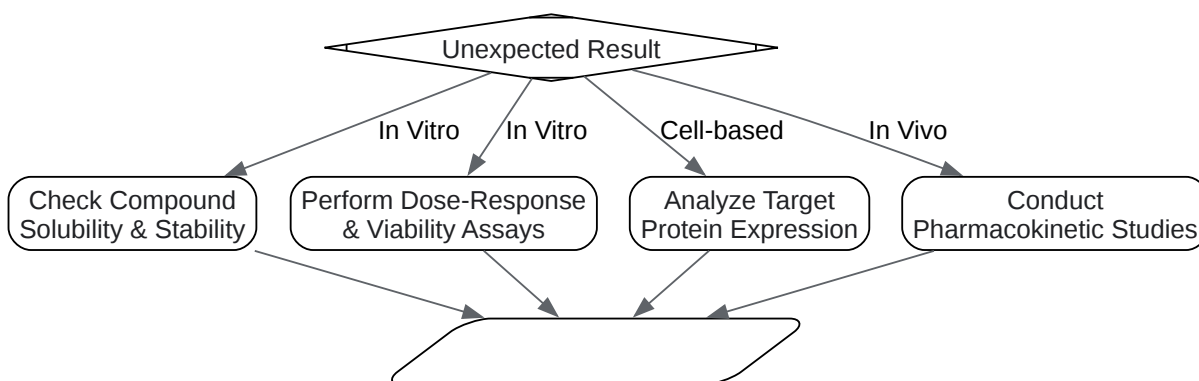 Unexpected Result
In Vitro
In Vitro
Cell-based
In Vivo
Check Compound
Solubility & Stability
Perform Dose-Response
& Viability Assays
Analyze Target
Protein Expression
Conduct
Pharmacokinetic Studies